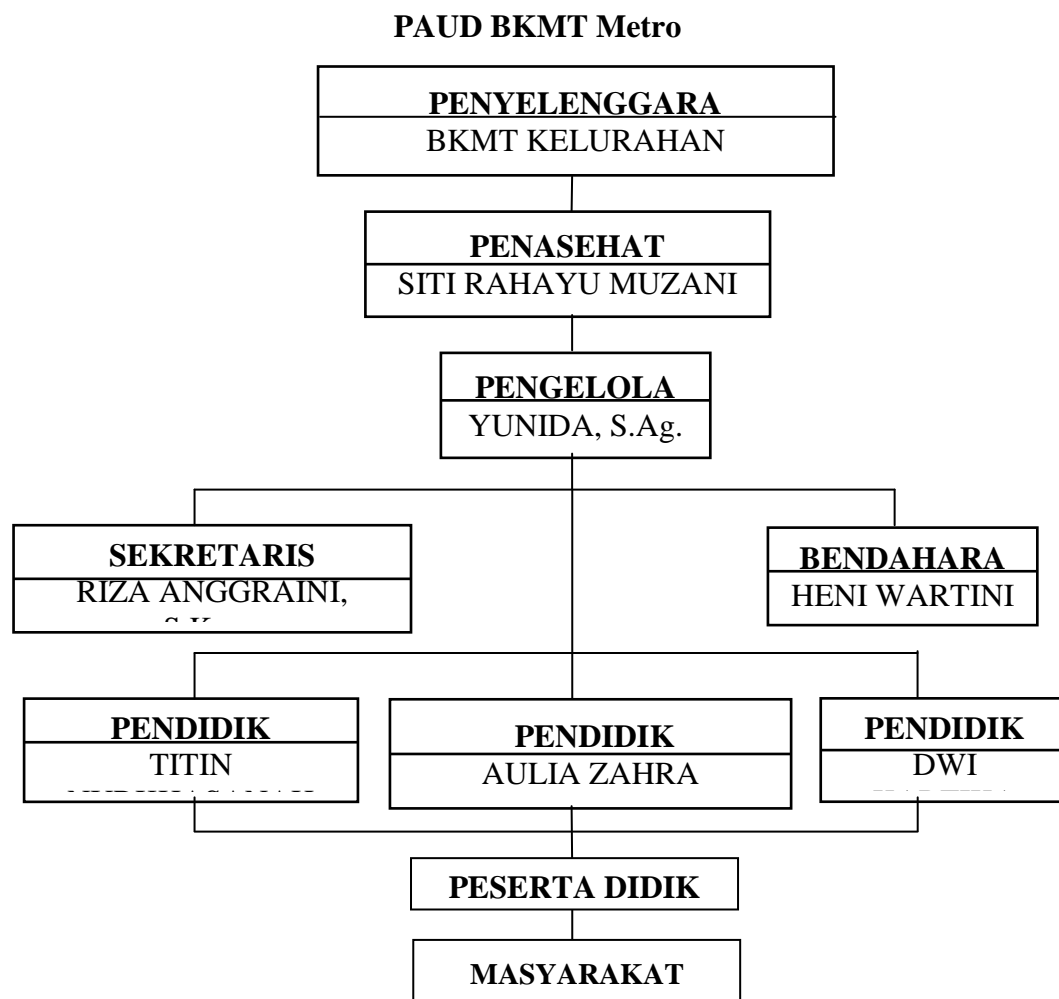 PAUD BKMT Metro
PENYELENGGARA
BKMT KELURAHAN
PENASEHAT
SITI RAHAYU MUZANI
PENGELOLA
YUNIDA, S.Ag.
SEKRETARIS
RIZA ANGGRAINI,
BENDAHARA
HENI WARTINI
PENDIDIK
TITIN
PENDIDIK
AULIA ZAHRA
PENDIDIK
DWI
PESERTA DIDIK
MASYARAKAT